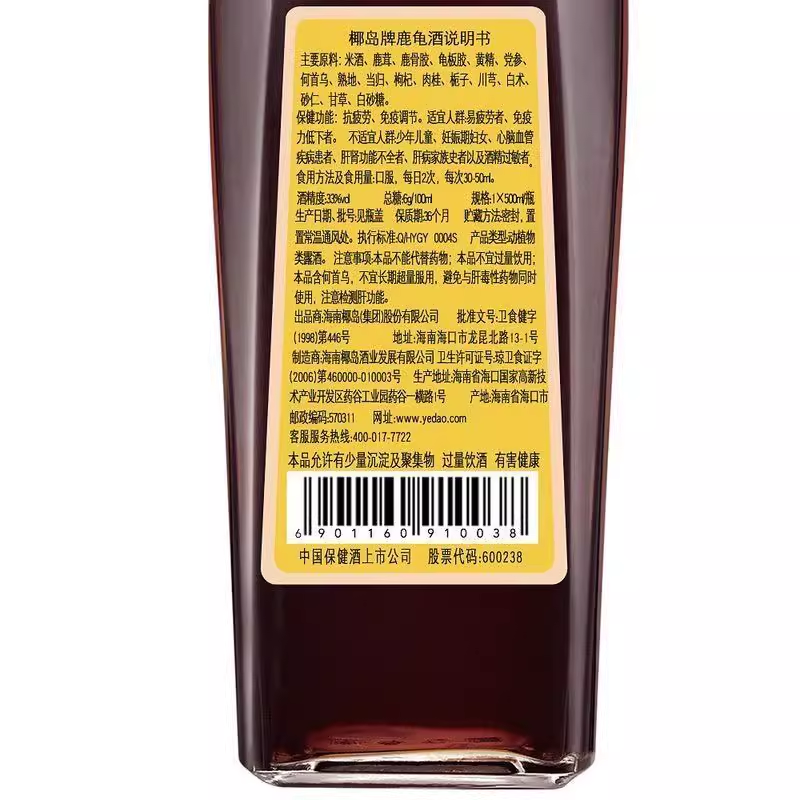 椰岛牌鹿龟酒说明书
主要原料：米酒、鹿茸、鹿骨胶、龟板胶、黄精、党参、
何首乌、熟地、当归、枸杞、肉桂、栀子、川芎、白术、
砂仁、甘草、白砂糖。
保健功能：抗疲劳、免疫调节。适宜人群:易疲劳者、免疫
力低下者。 不适宜人群:少年儿童、妊娠期妇女、心脑血管
疾病患者、肝肾功能不全者、肝病家族史者以及酒精过敏者。
食用方法及食用量:口服，每日2次，每次30-50ml。
酒精度:33%vol 总糖:6g/100ml 规格:1×500ml/瓶
生产日期、批号:见瓶盖 保质期:36个月 贮藏方法:密封，置
置常温通风处。执行标准:Q/HYGY 0004S 产品类型:动植物
类露酒。 注意事项:本品不能代替药物；本品不宜过量饮用；
本品含何首乌，不宜长期超量服用，避免与肝毒性药物同时
使用，注意检测肝功能。
出品商:海南椰岛(集团)股份有限公司 批准文号:卫食健字
(1998)第446号 地址:海南海口市龙昆北路13-1号
制造商:海南椰岛酒业发展有限公司 卫生许可证号:琼卫食证字
(2006)第460000-010003号 生产地址:海南省海口国家高新技
术产业开发区药谷工业园药谷一横路1号 产地:海南省海口市
邮政编码:570311 网址:www.yedao.com
客服服务热线:400-017-7722
本品允许有少量沉淀及聚集物 过量饮酒 有害健康
6901160910038
中国保健酒上市公司 股票代码:600238